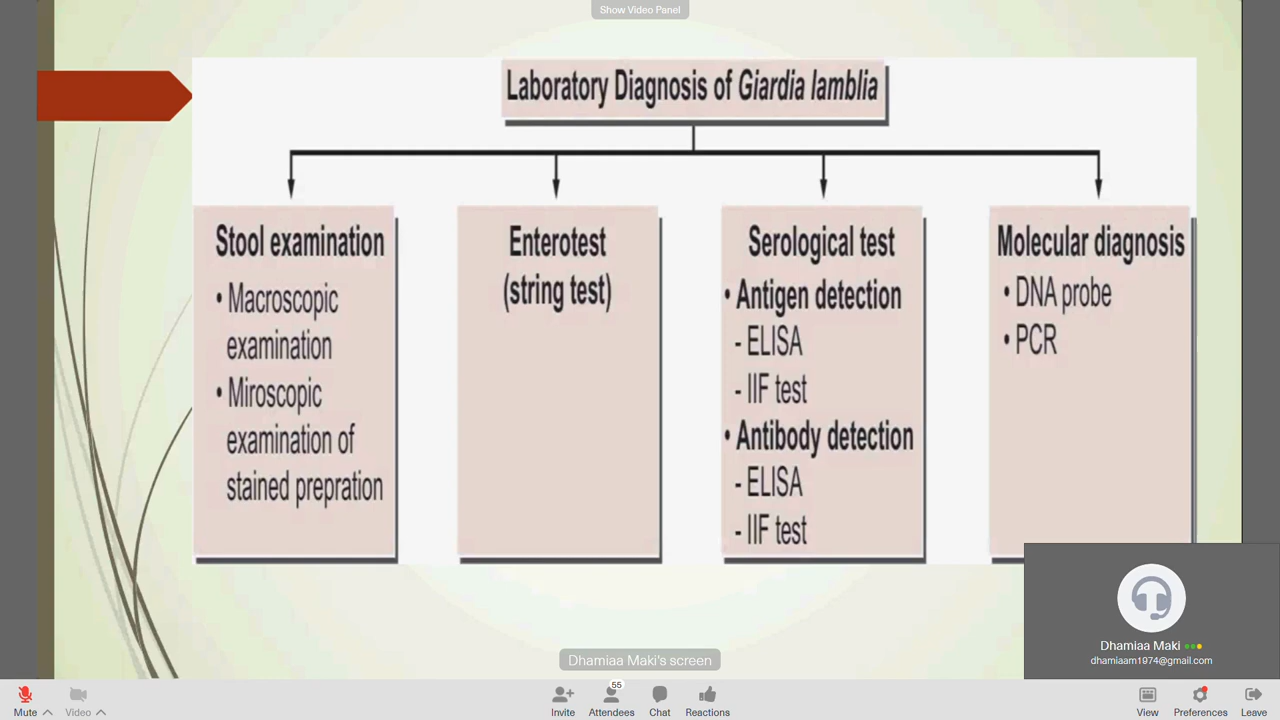 Show Video Panel
Laboratory Diagnosis of Giardia lamblia
Stool examination
• Macroscopic
examination
• Miroscopic
examination of
stained prepration
Enterotest
(string test)
Serological test
• Antigen detection
- ELISA
- IIF test
• Antibody detection
- ELISA
- IIF test
Molecular diagnosis
• DNA probe
• PCR
Dhamiaa Maki
dhamiaam1974@gmail.com
Dhamiaa Maki's screen
Mute
Video
Invite
55
Attendees
Chat
Reactions
View
Preferences
Leave